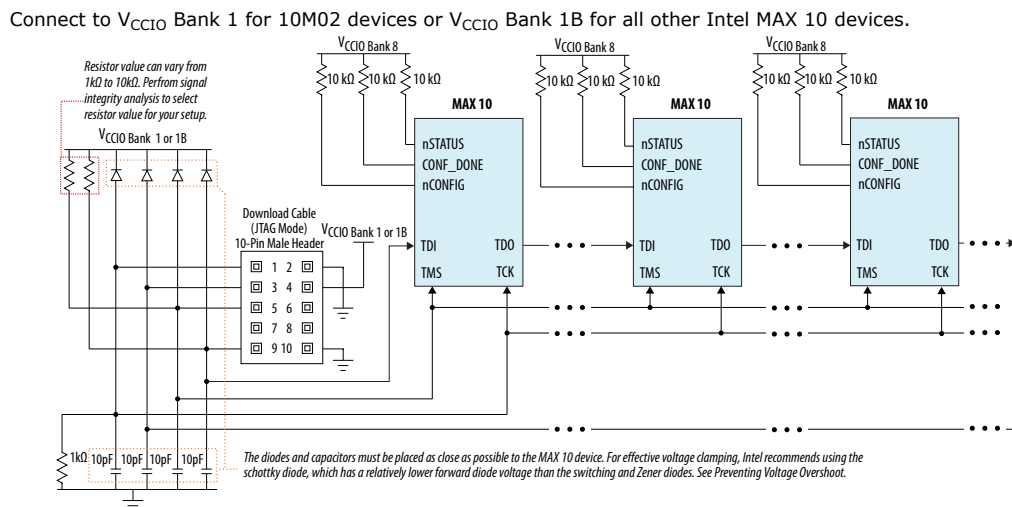 Connect to VCCIO Bank 1 for 10M02 devices or VCCIO Bank 1B for all other Intel MAX 10 devices.
VCCIO Bank 8
VCCIO Bank 8
VCCIO Bank 8
Resistor value can vary from
1kΩ to 10kΩ. Perfrom signal
integrity analysis to select
resistor value for your setup.
10 kΩ 10 kΩ 10 kΩ
10 kΩ 10 kΩ 10 kΩ
10 kΩ 10 kΩ 10 kΩ
VCCIO Bank 1 or 1B
MAX 10
nSTATUS
CONF_DONE
nCONFIG
TDI TDO
TMS TCK
MAX 10
nSTATUS
CONF_DONE
nCONFIG
TDI TDO
TMS TCK
MAX 10
nSTATUS
CONF_DONE
nCONFIG
TDI TDO
TMS TCK
Download Cable
(JTAG Mode)
10-Pin Male Header
VCCIO Bank 1 or 1B
1 2
3 4
5 6
7 8
9 10
1kΩ 10pF 10pF 10pF 10pF
The diodes and capacitors must be placed as close as possible to the MAX 10 device. For effective voltage clamping, Intel recommends using the
schottky diode, which has a relatively lower forward diode voltage than the switching and Zener diodes. See Preventing Voltage Overshoot.